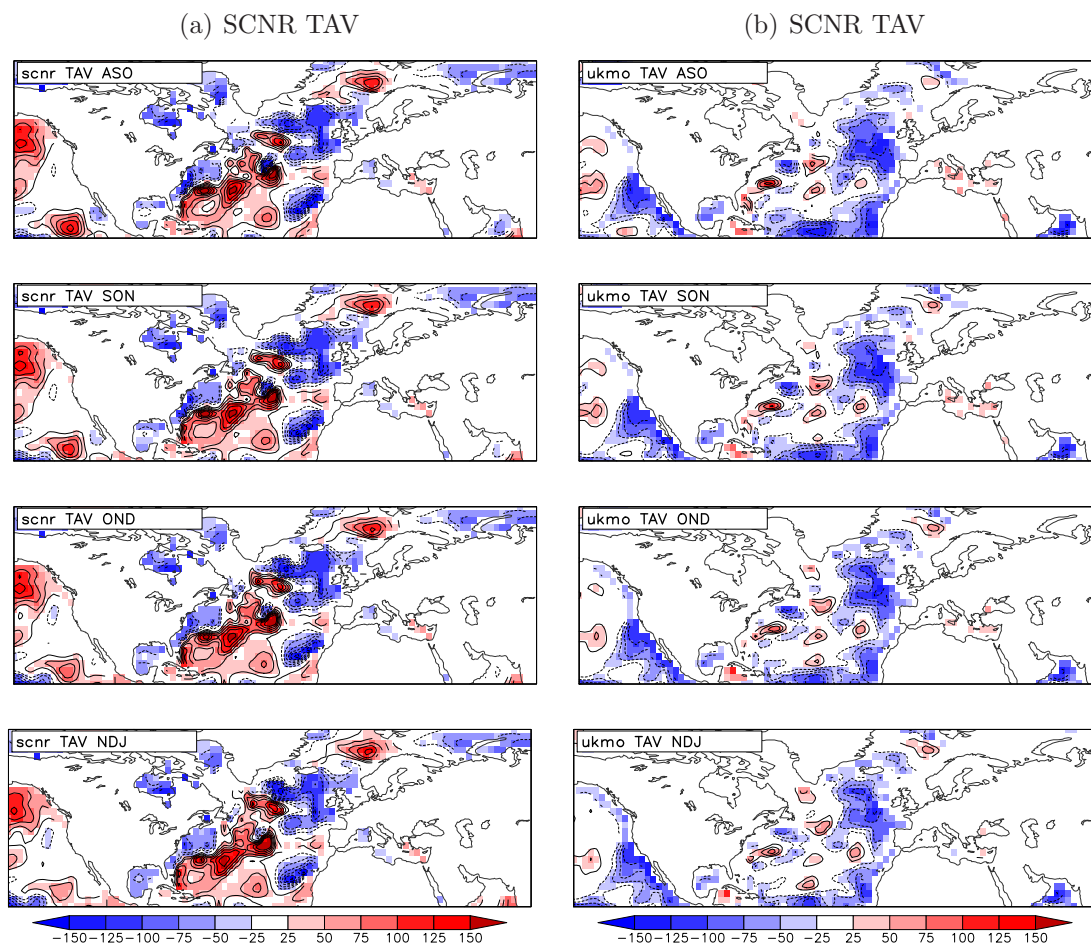 (a) SCNR TAV
(b) SCNR TAV
scnr TAV ASO
ukmo TAV ASO
scnr TAV SON
ukmo TAV SON
scnr TAV OND
ukmo TAV OND
scnr TAV NDJ
ukmo TAV NDJ
−150 −125 −100 −75 −50 −25 25 50 75 100 125 150
−150 −125 −100 −75 −50 −25 25 50 75 100 125 150